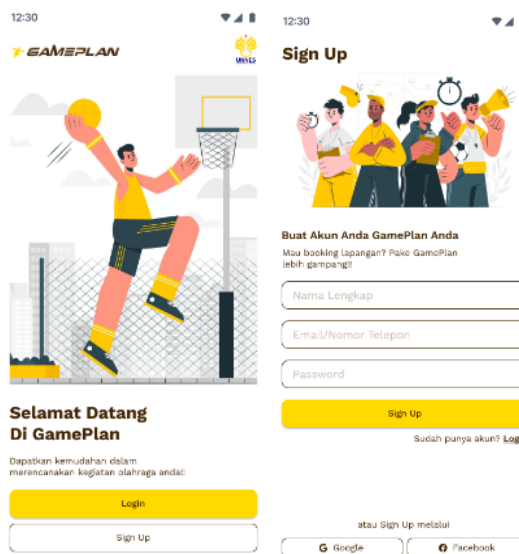 12:30
GAMEPLAN
UNNES
Selamat Datang
Di GamePlan
Dapatkan kemudahan dalam
merencanakan kegiatan olahraga anda!!
Login
Sign Up
12:30
Sign Up
Buat Akun Anda GamePlan Anda
Mau booking lapangan? Pake GamePlan
lebih gampang!!
Nama Lengkap
Email/Nomor Telepon
Password
Sign Up
Sudah punya akun? Log
atau Sign Up melalui
G Google
Facebook